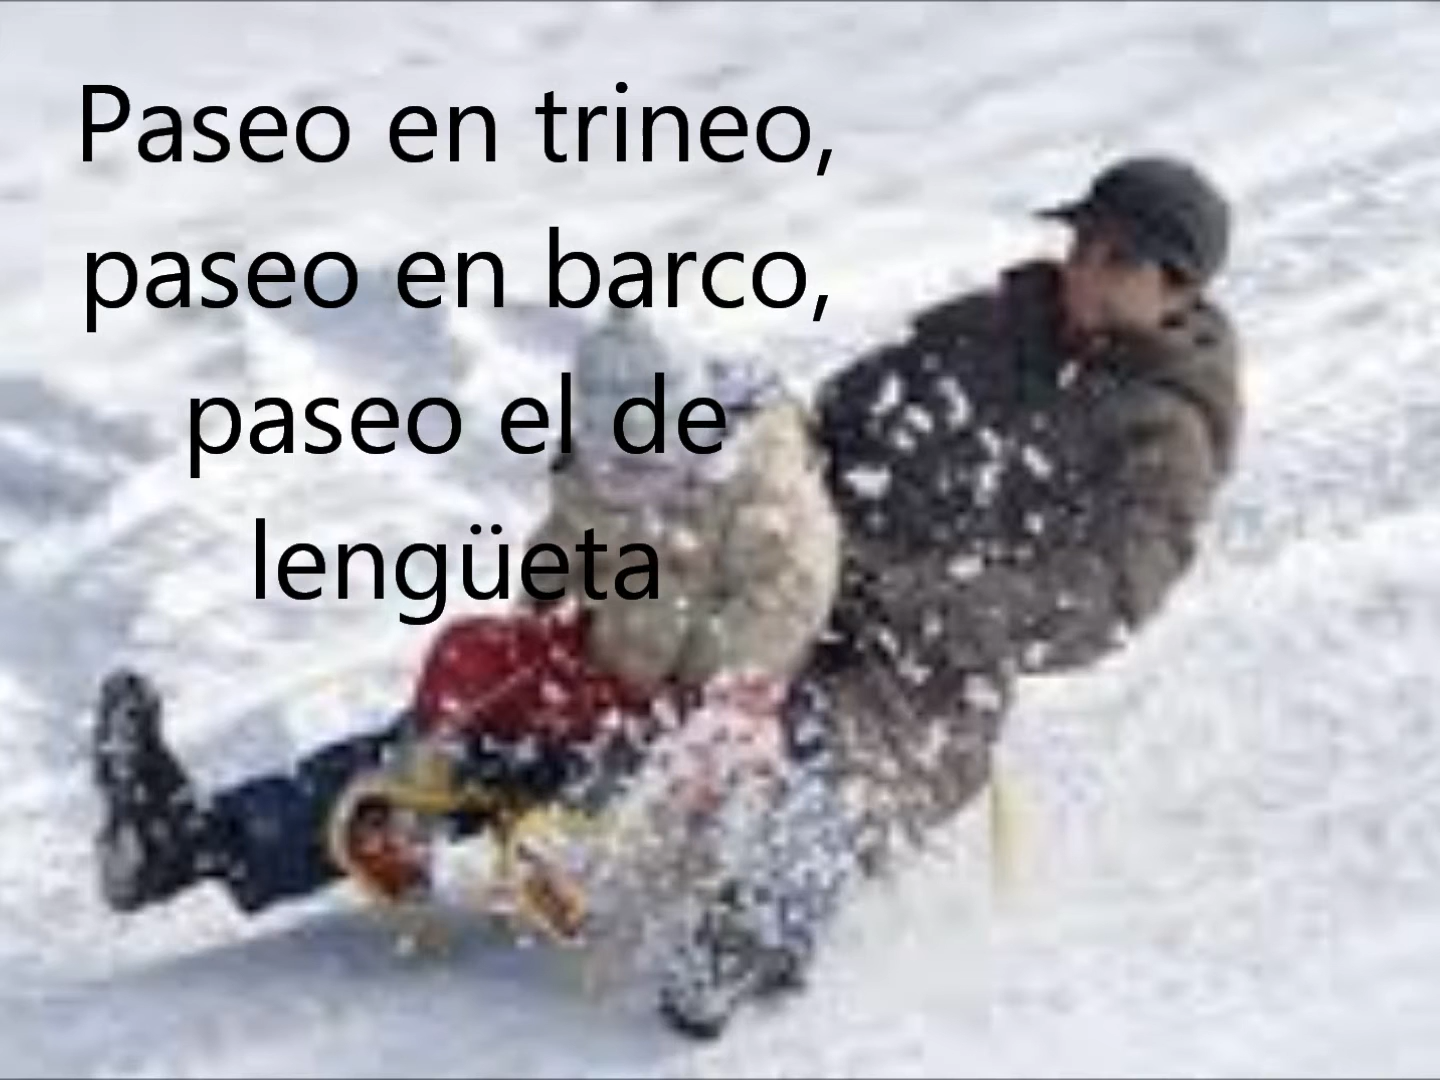 Paseo en trineo,
paseo en barco,
paseo el de
lengüeta